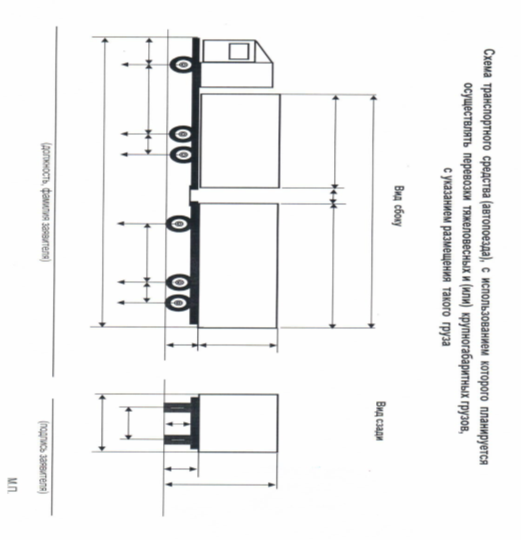 Схема транспортного средства (автопоезда), с использованием которого планируется
осуществлять перевозки тяжеловесных и (или) крупногабаритных грузов,
с указанием размещения такого груза
Вид сбоку
Вид сзади
(должность, фамилия заявителя)
(подпись заявителя)
М.П.